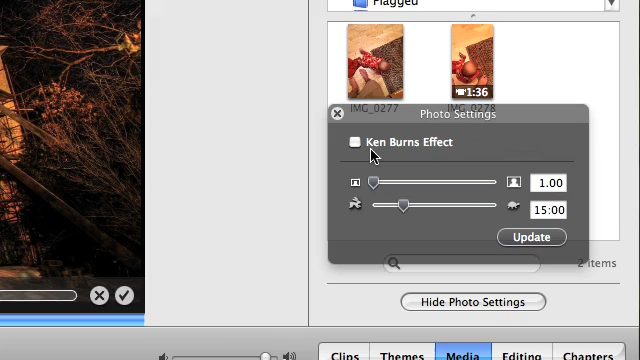 Flagged
1:36
IMG_0277
IMG_0278
Photo Settings
Ken Burns Effect
1.00
15:00
Update
2 items
Hide Photo Settings
Clips Themes Media Editing Chapters